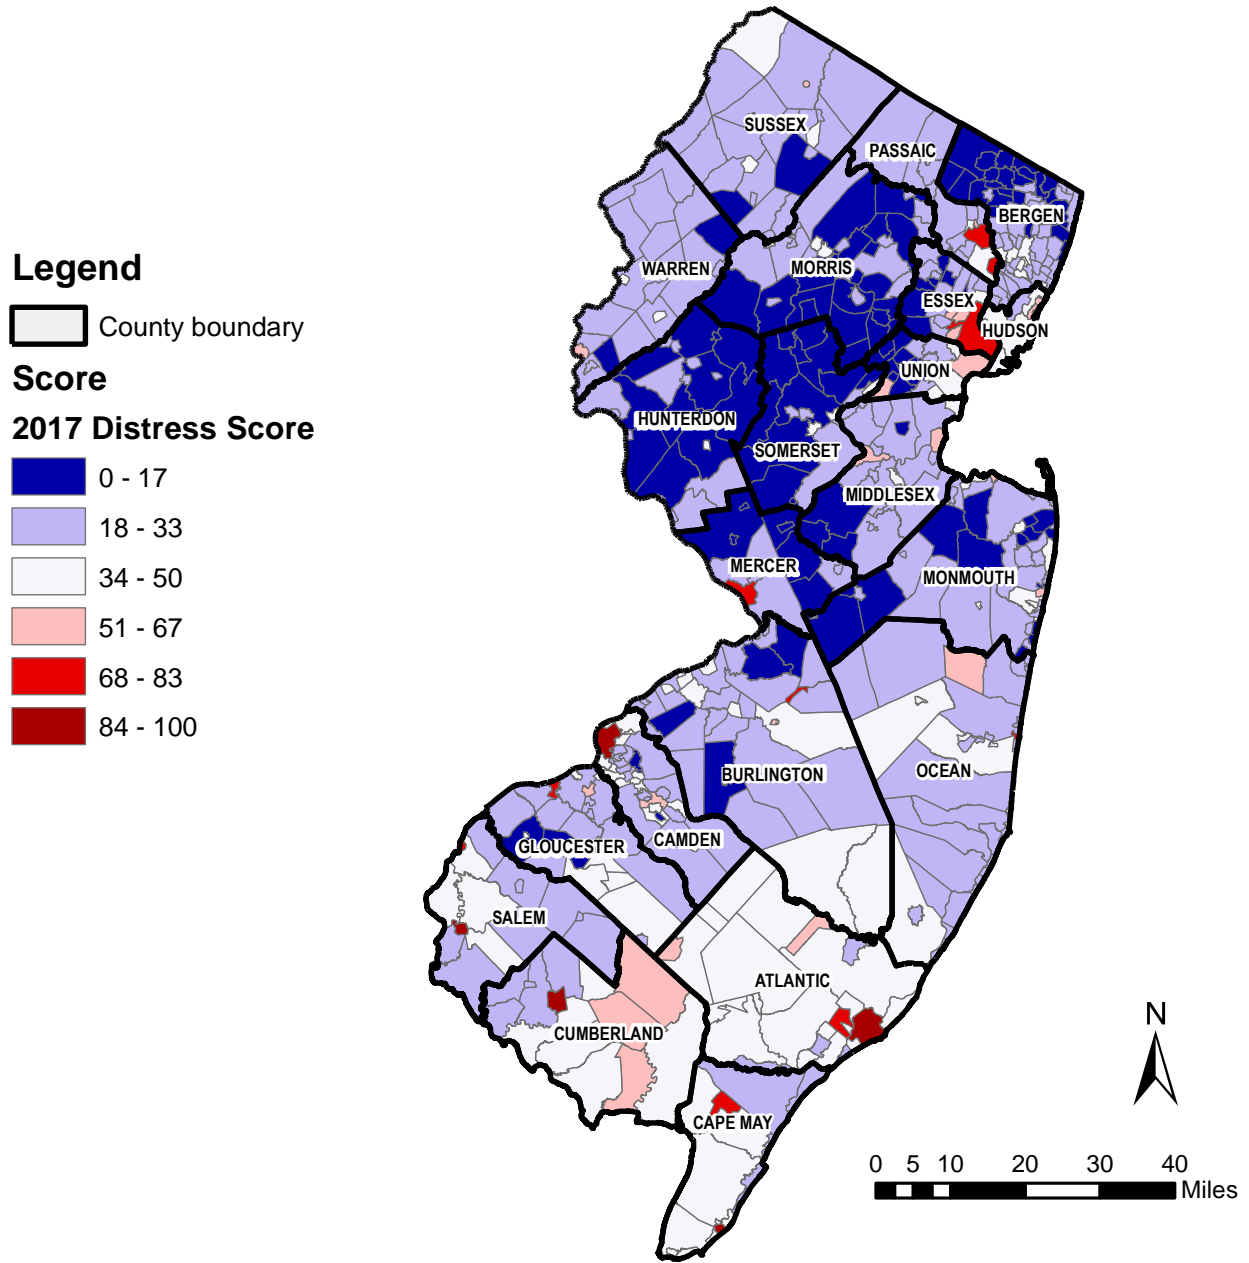 Legend
County boundary
Score
2017 Distress Score
0 - 17
18 - 33
34 - 50
51 - 67
68 - 83
84 - 100
SUSSEX
PASSAIC
BERGEN
WARREN
MORRIS
ESSEX
HUDSON
UNION
HUNTERDON
SOMERSET
MIDDLESEX
MERCER
MONMOUTH
OCEAN
BURLINGTON
CAMDEN
GLOUCESTER
SALEM
ATLANTIC
CUMBERLAND
CAPE MAY
N
0 5 10 20 30 40
Miles